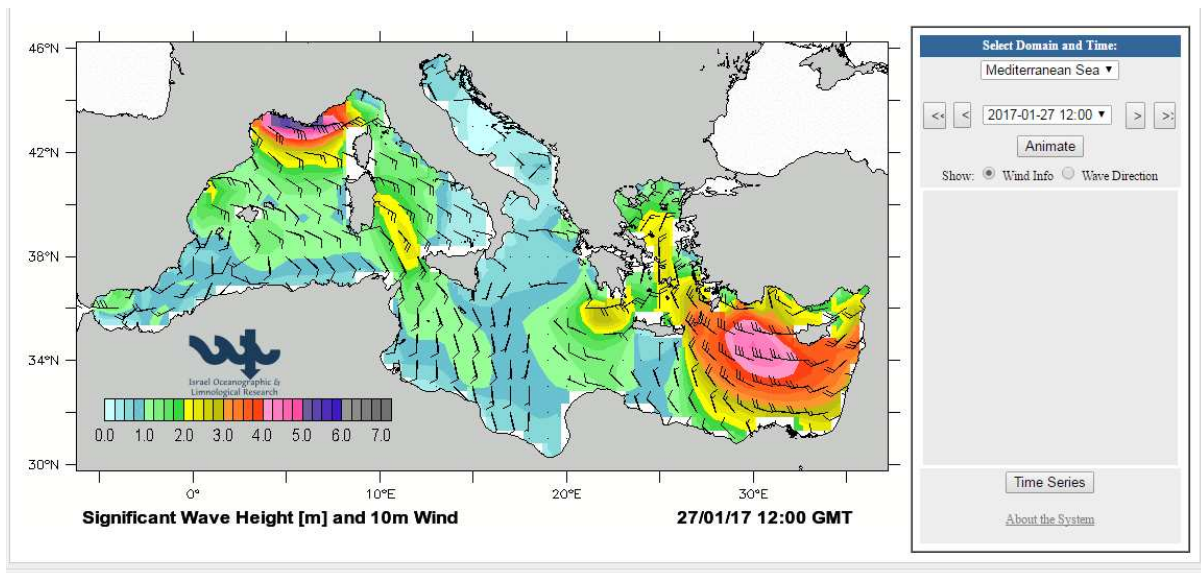 46°N
42°N
38°N
34°N
30°N
0°
10°E
20°E
30°E
Israel Oceanographic &
Limnological Research
0.0 1.0 2.0 3.0 4.0 5.0 6.0 7.0
Significant Wave Height [m] and 10m Wind 27/01/17 12:00 GMT
Select Domain and Time:
Mediterranean Sea
<< < 2017-01-27 12:00 > >
Animate
Show: Wind Info Wave Direction
Time Series
About the System